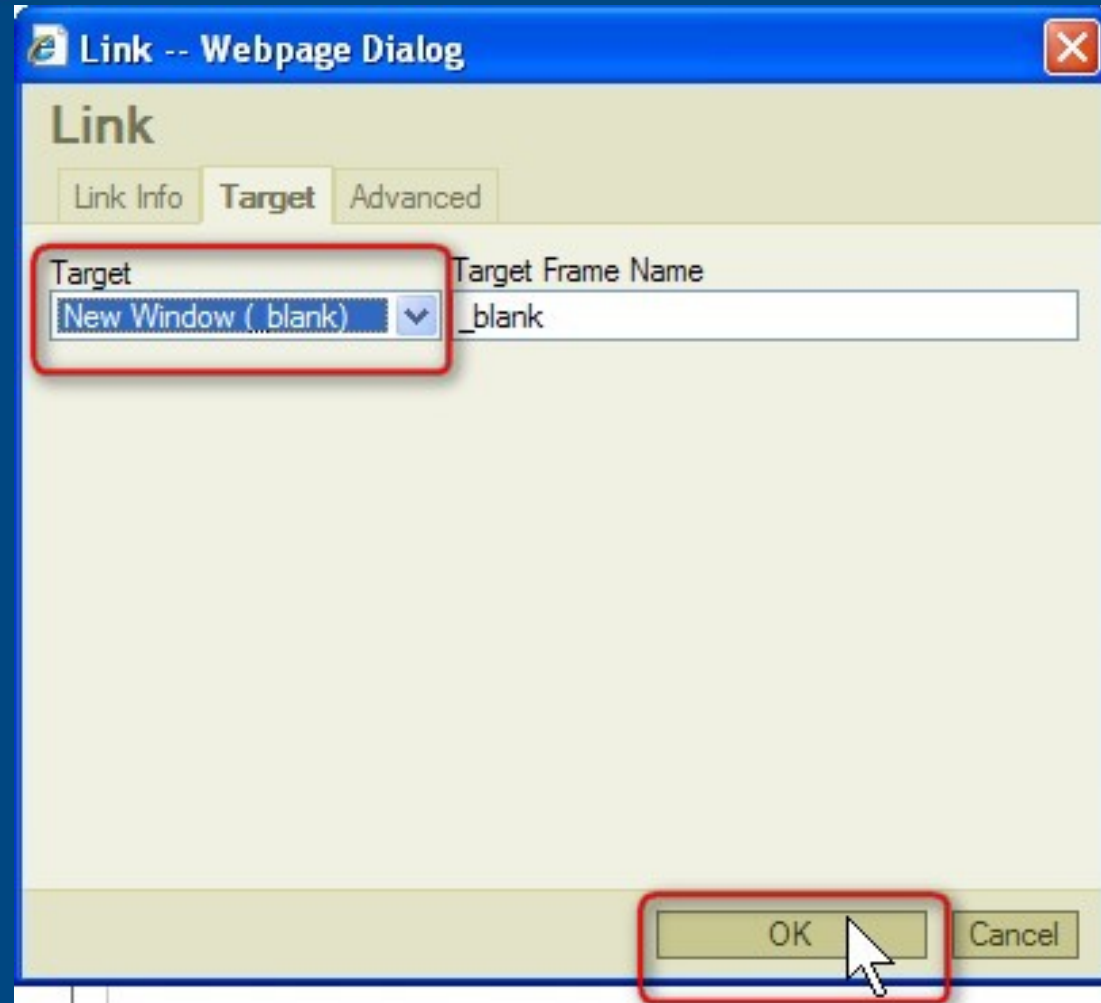 Link -- Webpage Dialog
Link
Link Info Target Advanced
Target Target Frame Name
New Window (_blank) _blank
OK Cancel